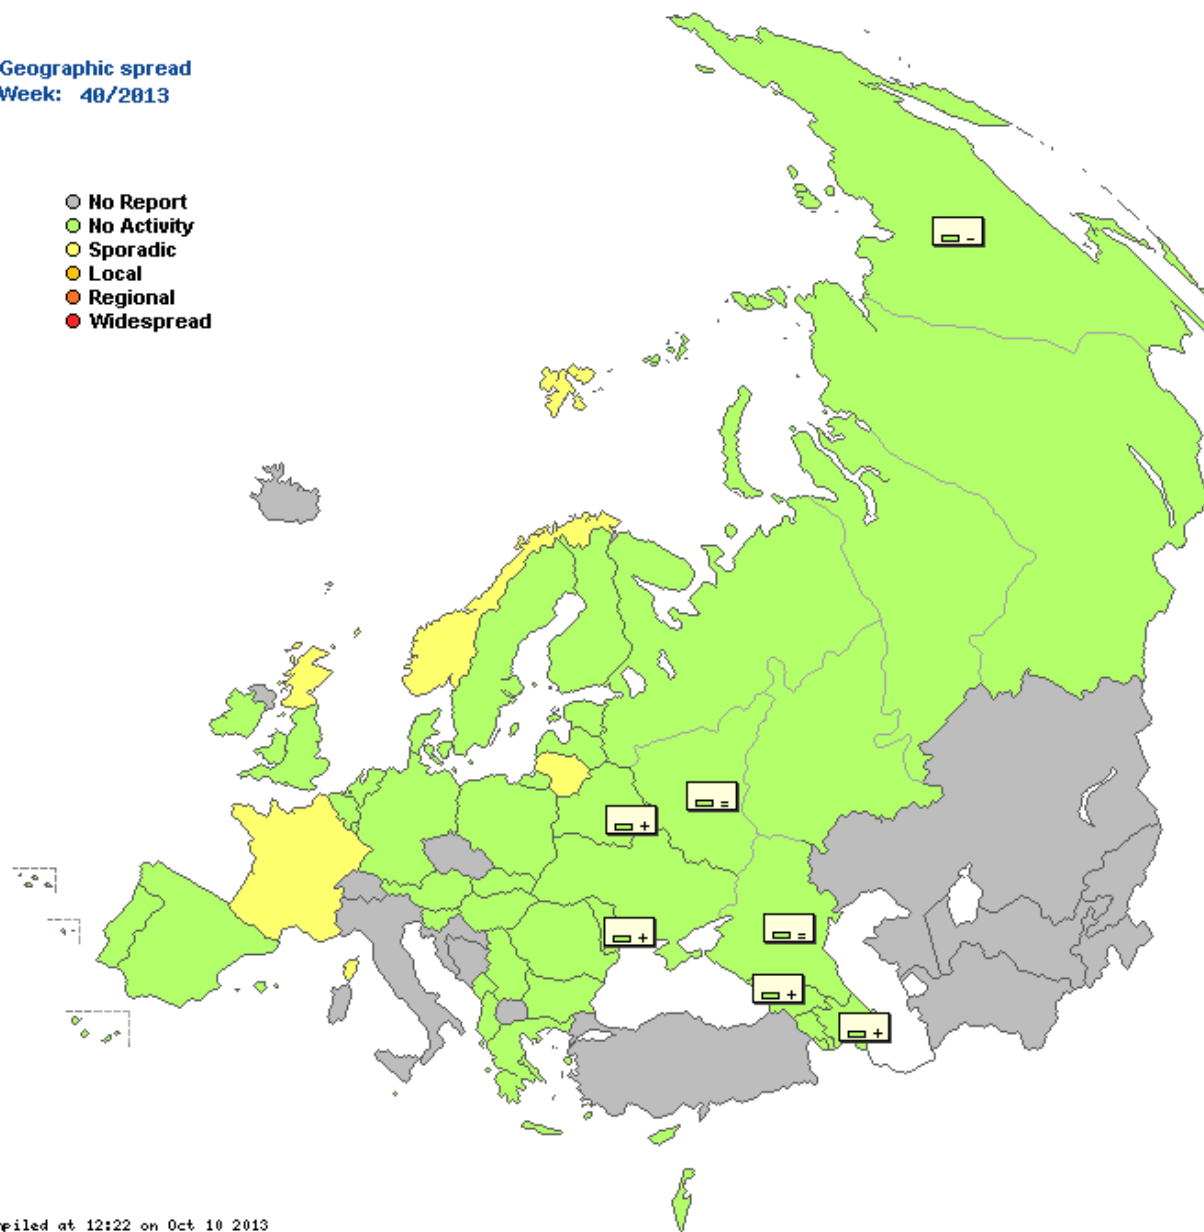 Geographic spread
Week: 40/2013
No Report
No Activity
Sporadic
Local
Regional
Widespread
-
=
+
+
=
+
+
piled at 12:22 on Oct 10 2013